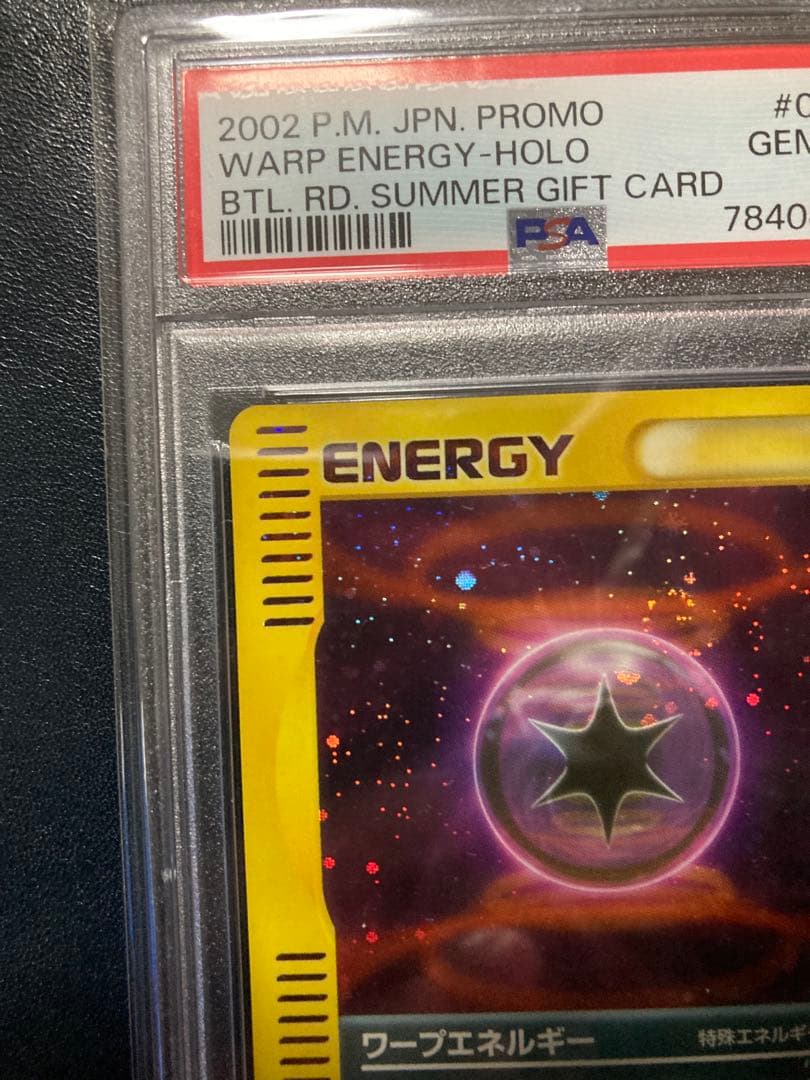 2002 P.M. JPN. PROMO #0
WARP ENERGY-HOLO GEM
BTL. RD. SUMMER GIFT CARD
7840
PSA
ENERGY
ワープエネルギー 特殊エネルギー